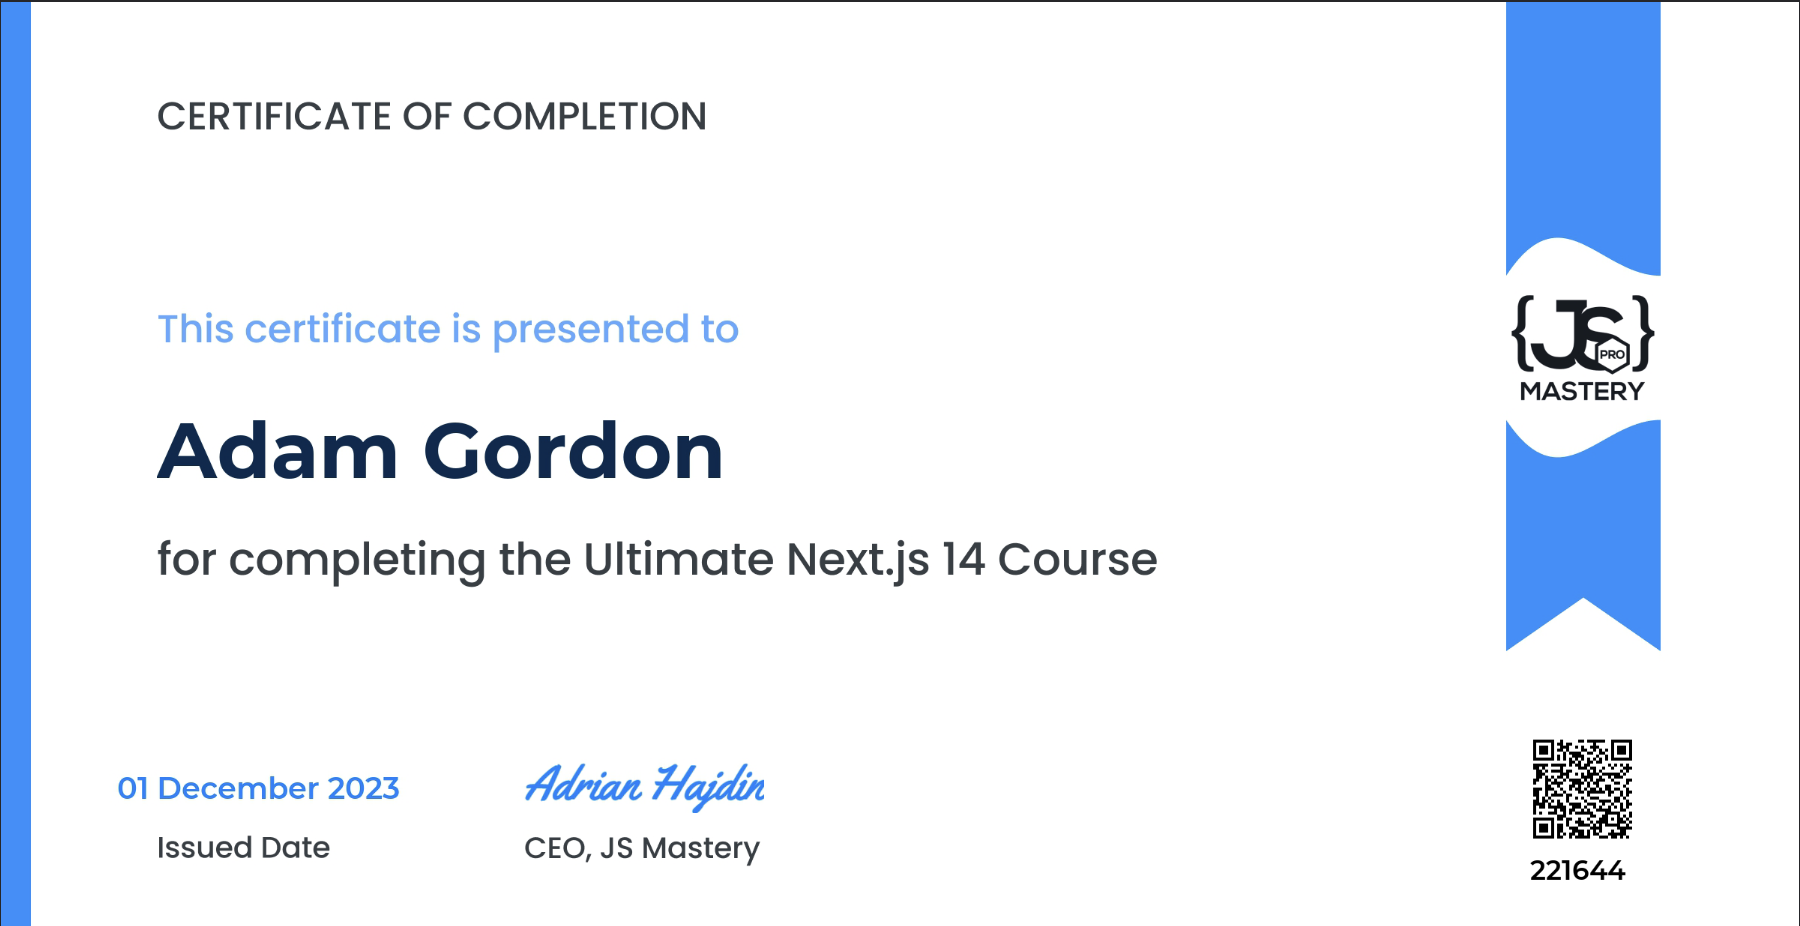 CERTIFICATE OF COMPLETION
This certificate is presented to
Adam Gordon
for completing the Ultimate Next.js 14 Course
01 December 2023
Issued Date
Adrian Hajdin
CEO, JS Mastery
{JS}
PRO
MASTERY
221644